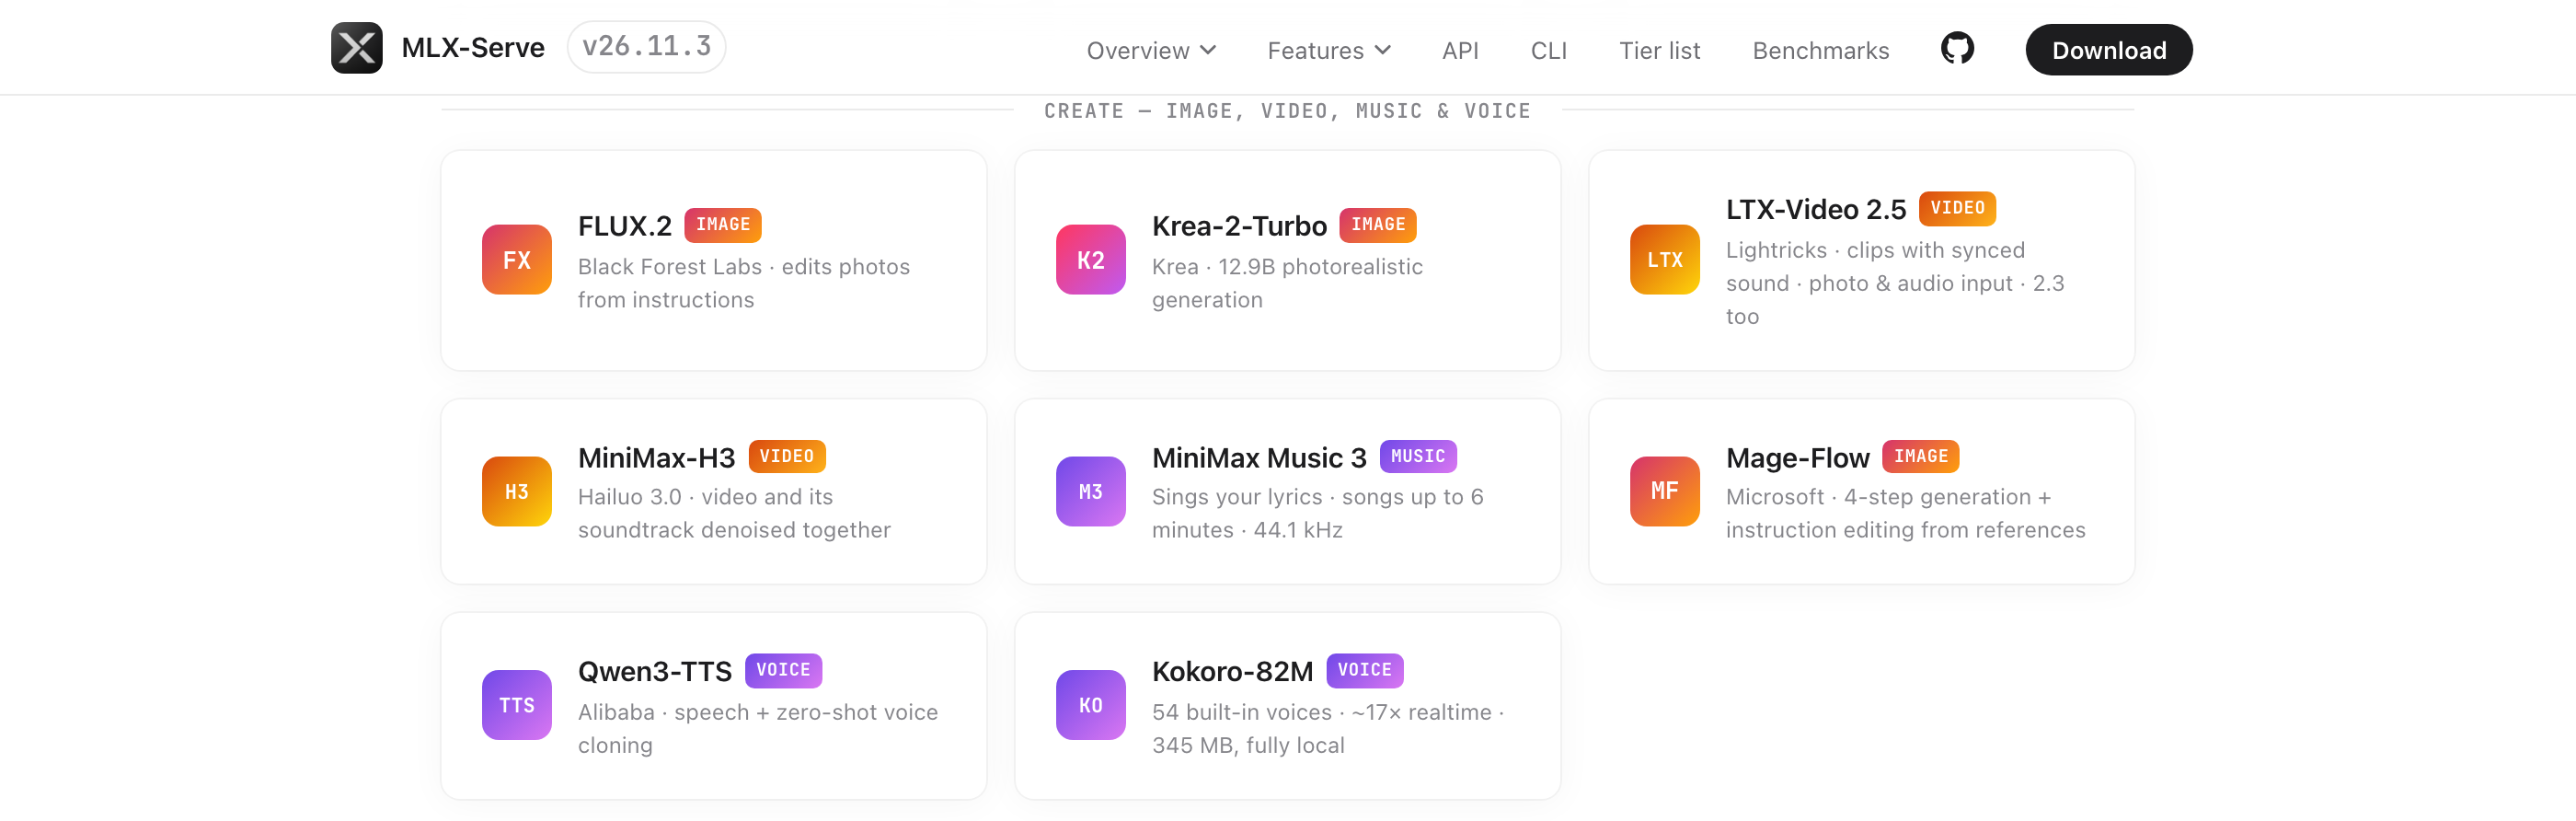 MLX-Serve v26.11.3 Overview Features API CLI Tier list Benchmarks Download
CREATE — IMAGE, VIDEO, MUSIC & VOICE
FX
FLUX.2 IMAGE
Black Forest Labs · edits photos
from instructions
K2
Krea-2-Turbo IMAGE
Krea · 12.9B photorealistic
generation
LTX
LTX-Video 2.5 VIDEO
Lightricks · clips with synced
sound · photo & audio input · 2.3
too
H3
MiniMax-H3 VIDEO
Hailuo 3.0 · video and its
soundtrack denoised together
M3
MiniMax Music 3 MUSIC
Sings your lyrics · songs up to 6
minutes · 44.1 kHz
MF
Mage-Flow IMAGE
Microsoft · 4-step generation +
instruction editing from references
TTS
Qwen3-TTS VOICE
Alibaba · speech + zero-shot voice
cloning
KO
Kokoro-82M VOICE
54 built-in voices · ~17× realtime ·
345 MB, fully local